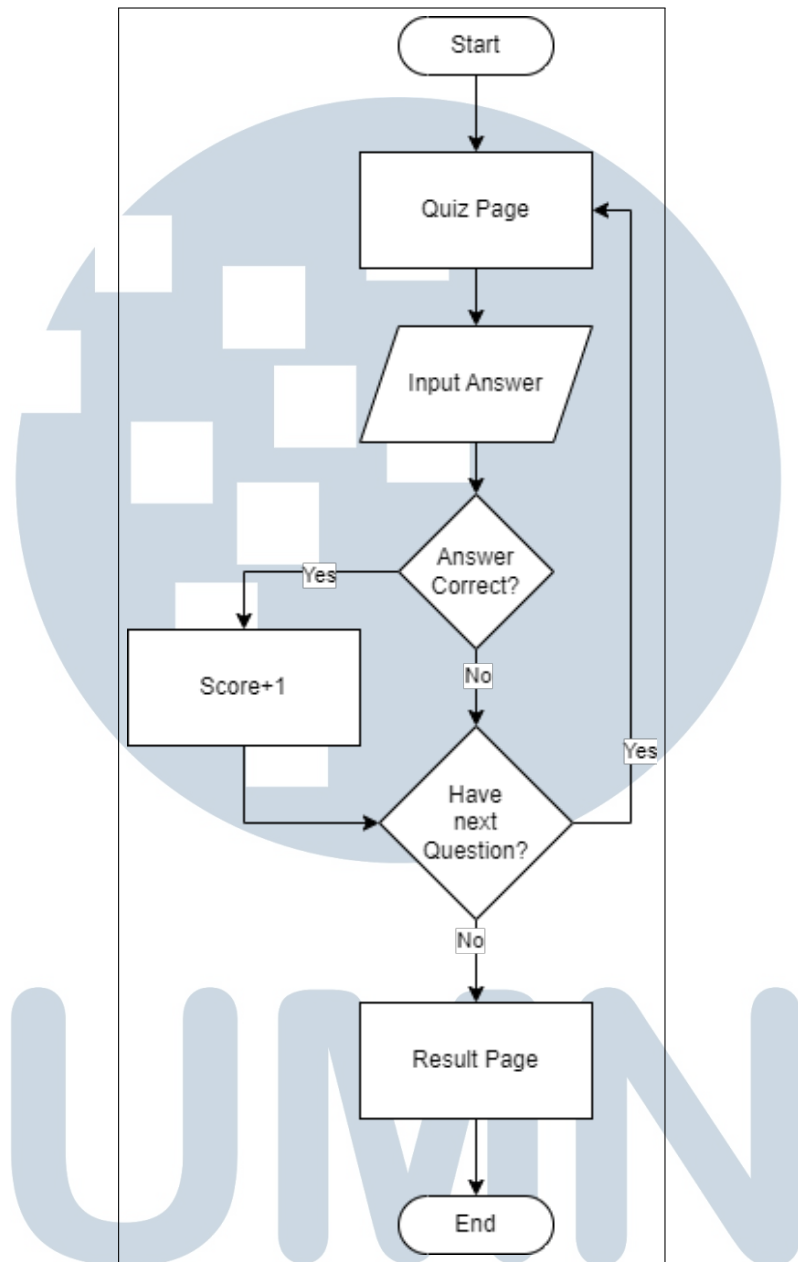 Start
Quiz Page
Input Answer
Answer
Correct?
Yes
No
Score+1
Have
next
Question?
Yes
No
Result Page
End
UMN